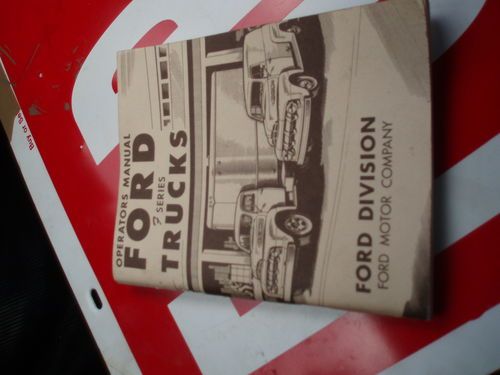 OPERATORS MANUAL
FORD
F SERIES
TRUCKS
FORD DIVISION
FORD MOTOR COMPANY